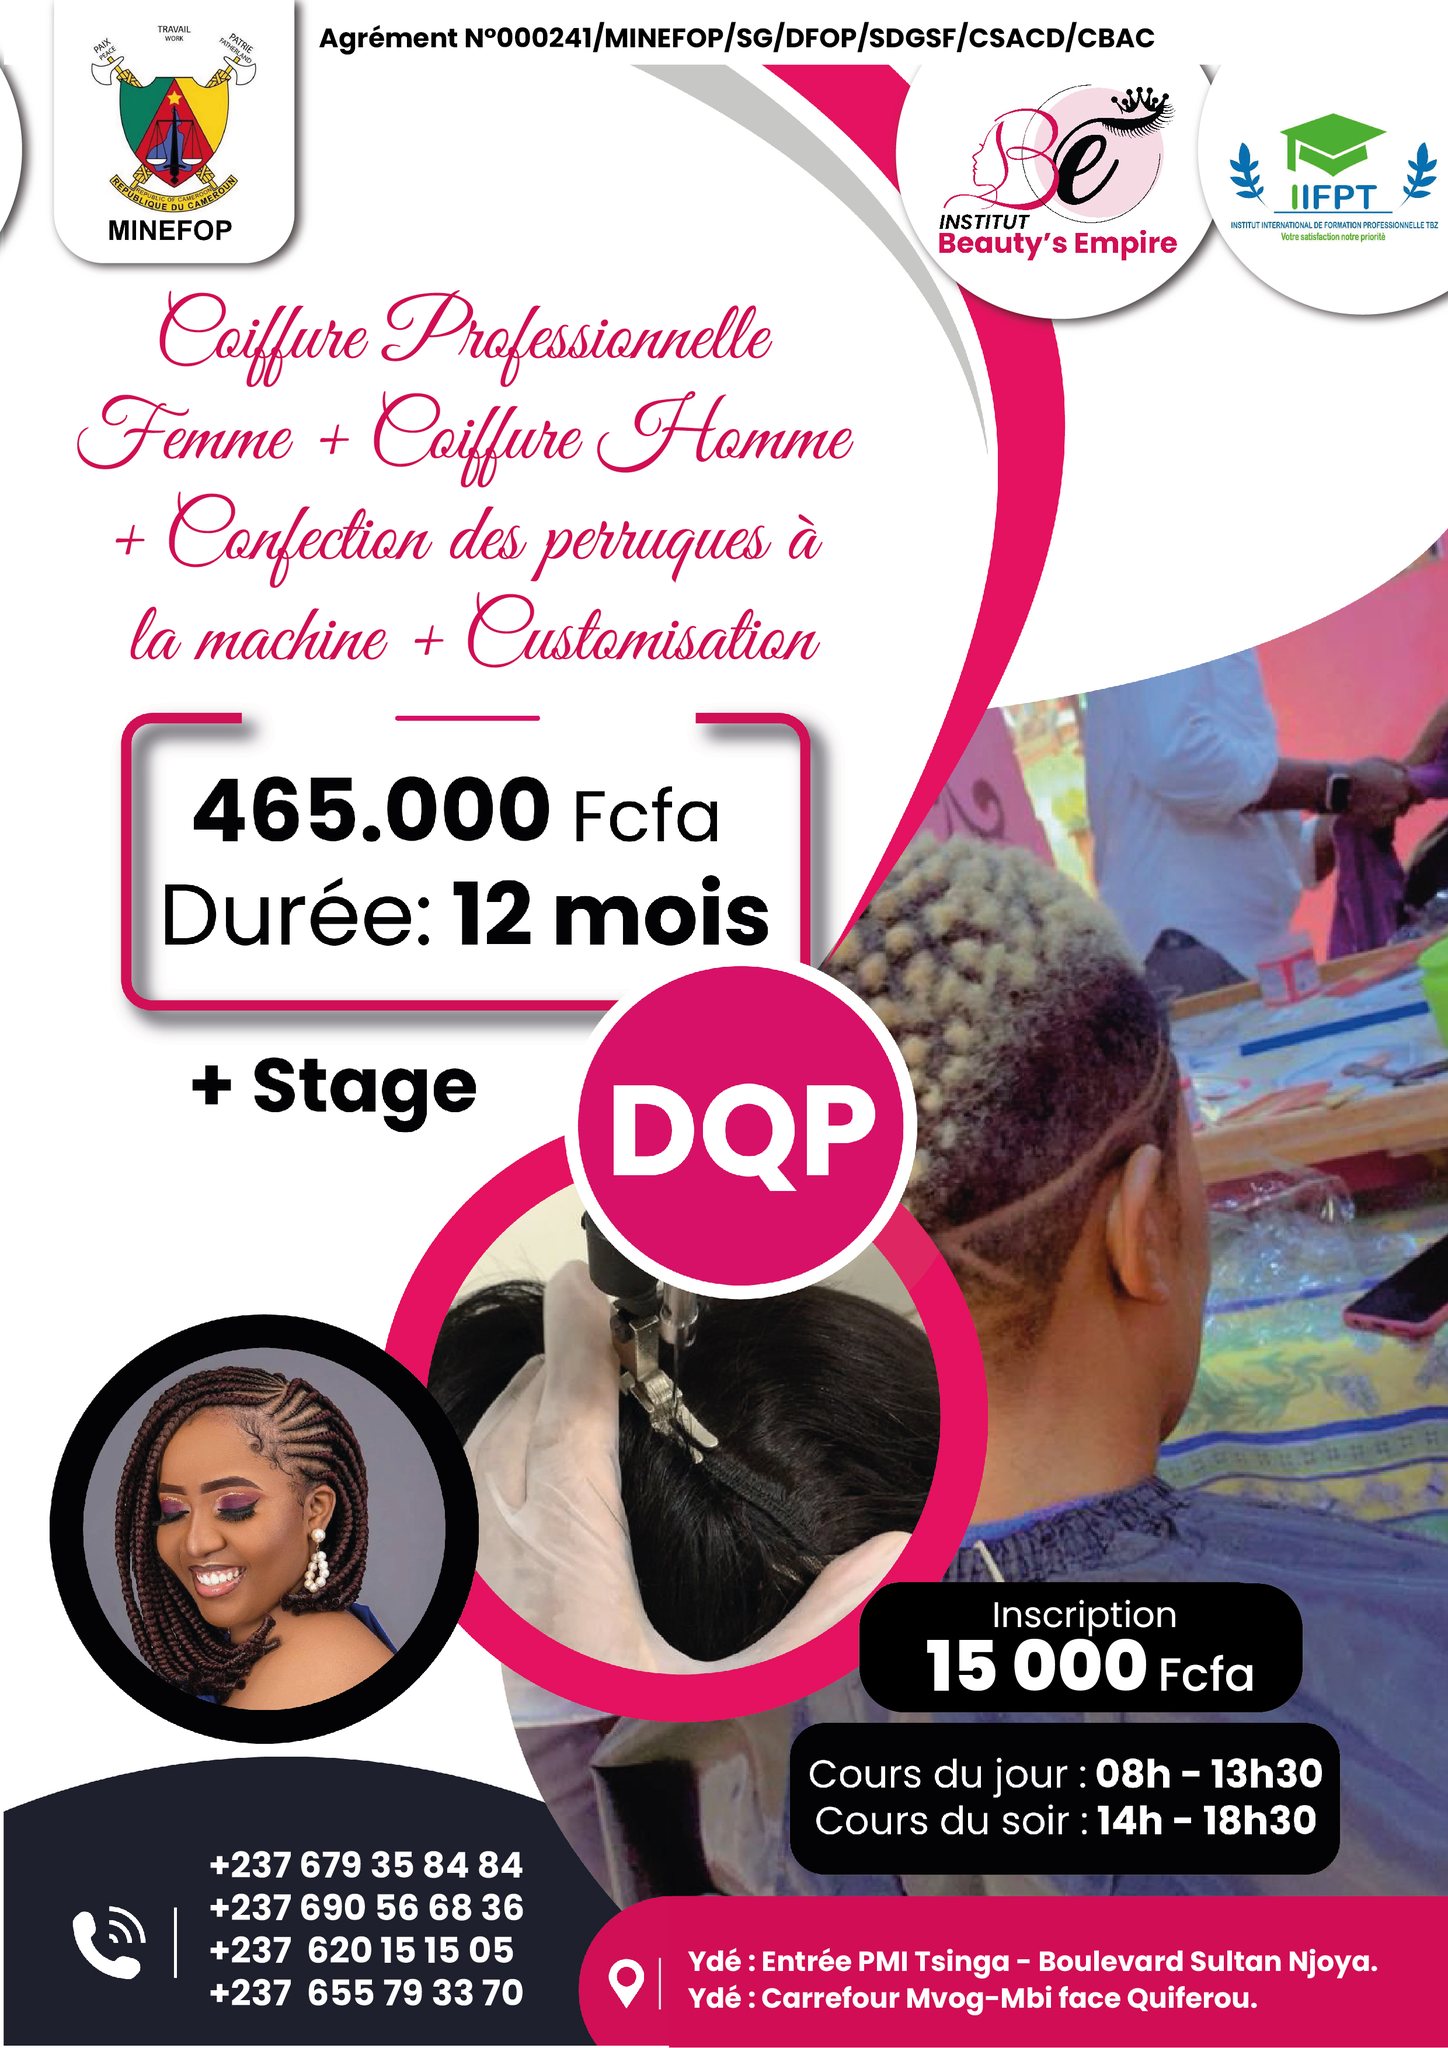 Agrément N°000241/MINEFOP/SG/DFOP/SDGSF/CSACD/CBAC
PAIX
PEACE
TRAVAIL
WORK
PATRIE
FATHERLAND
REPUBLIC OF CAMEROON
REPUBLIQUE DU CAMEROUN
MINEFOP
Be
INSTITUT
Beauty's Empire
IIFPT
INSTITUT INTERNATIONAL DE FORMATION PROFESSIONNELLE TBZ
Votre satisfaction notre priorité
Coiffure Professionnelle
Femme + Coiffure Homme
+ Confection des perruques à
la machine + Customisation
465.000 Fcfa
Durée: 12 mois
+ Stage
DQP
Inscription
15 000 Fcfa
Cours du jour : 08h - 13h30
Cours du soir : 14h - 18h30
+237 679 35 84 84
+237 690 56 68 36
+237 620 15 15 05
+237 655 79 33 70
Ydé : Entrée PMI Tsinga - Boulevard Sultan Njoya.
Ydé : Carrefour Mvog-Mbi face Quiferou.